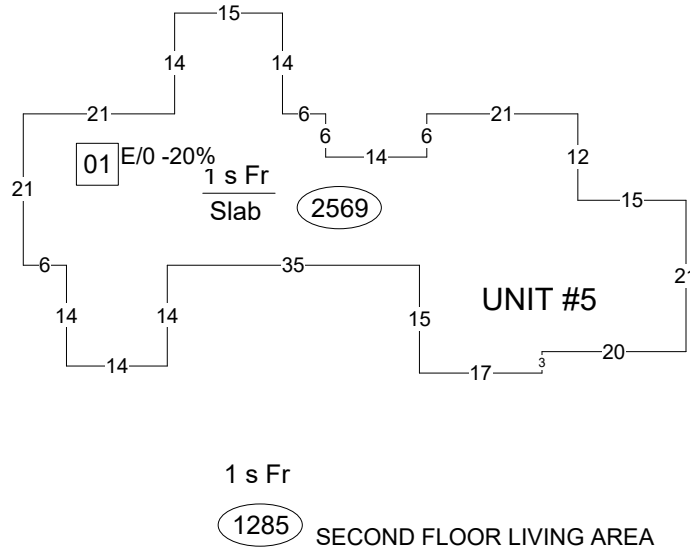 15
14 14
21 6 21
6 6
14
12
01 E/0 -20%
1 s Fr
Slab 2569
21
15
6 35
21
UNIT #5
14 14 15
14 17 3 20
1 s Fr
1285 SECOND FLOOR LIVING AREA